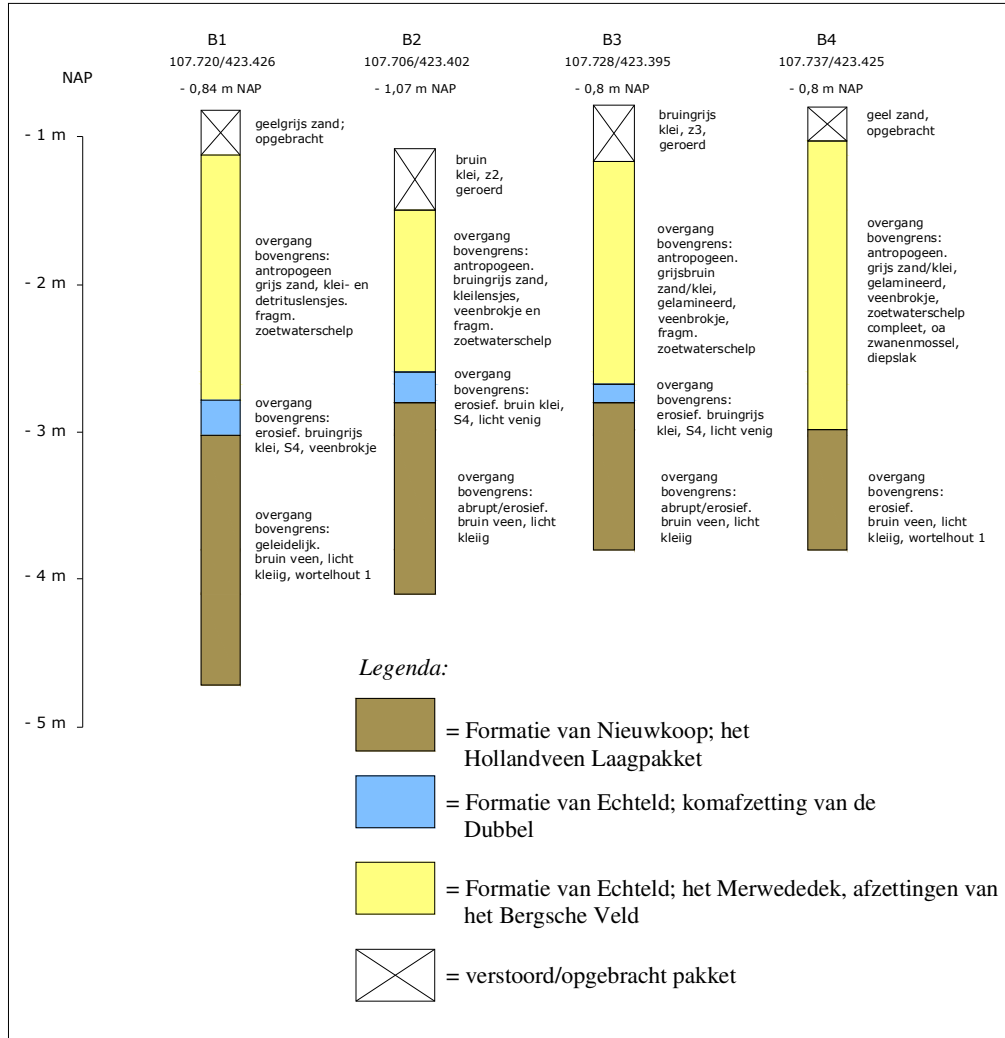 B1
107.720/423.426
- 0,84 m NAP
B2
107.706/423.402
- 1,07 m NAP
B3
107.728/423.395
- 0,8 m NAP
B4
107.737/423.425
- 0,8 m NAP
NAP
- 1 m
- 2 m
- 3 m
- 4 m
- 5 m
geelgrijs zand;
opgebracht
overgang
bovengrens:
antropogeen
grijs zand, klei- en
detrituslensjes.
fragm.
zoetwaterschelp
overgang
bovengrens:
erosief. bruingrijs
klei, S4, veenbrokje
overgang
bovengrens:
geleidelijk.
bruin veen, licht
kleiig, wortelhout 1
bruin
klei, z2,
geroerd
overgang
bovengrens:
antropogeen.
bruingrijs zand,
kleilensjes,
veenbrokje en
fragm.
zoetwaterschelp
overgang
bovengrens:
erosief. bruin klei,
S4, licht venig
overgang
bovengrens:
abrupt/erosief.
bruin veen, licht
kleiig
bruingrijs
klei, z3,
geroerd
overgang
bovengrens:
antropogeen.
grijsbruin
zand/klei,
gelamineerd,
veenbrokje,
fragm.
zoetwaterschelp
overgang
bovengrens:
erosief. bruingrijs
klei, S4, licht venig
overgang
bovengrens:
abrupt/erosief.
bruin veen, licht
kleiig
geel zand,
opgebracht
overgang
bovengrens:
antropogeen.
grijs zand/klei,
gelamineerd,
veenbrokje,
zoetwaterschelp
compleet, oa
zwanenmossel,
diepslak
overgang
bovengrens:
erosief.
bruin veen, licht
kleiig, wortelhout 1
Legenda:
= Formatie van Nieuwkoop; het
Hollandveen Laagpakket
= Formatie van Echteld; komafzetting van de
Dubbel
= Formatie van Echteld; het Merwededek, afzettingen van
het Bergsche Veld
= verstoord/opgebracht pakket